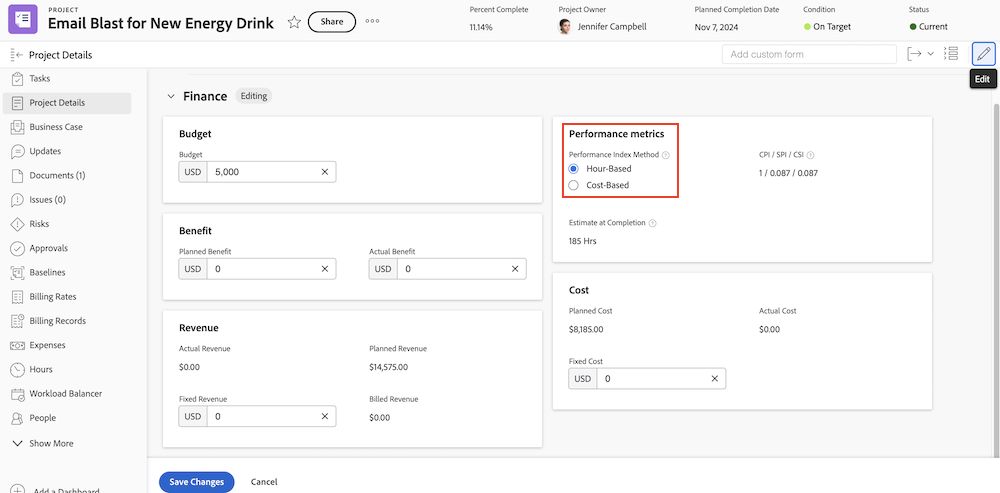 PROJECT
Email Blast for New Energy Drink
Share
Percent Complete
11.14%
Project Owner
Jennifer Campbell
Planned Completion Date
Nov 7, 2024
Condition
On Target
Status
Current
Project Details
Add custom form
Edit
Tasks
Project Details
Business Case
Updates
Documents (1)
Issues (0)
Risks
Approvals
Baselines
Billing Rates
Billing Records
Expenses
Hours
Workload Balancer
People
Show More
Add a Dashboard
Finance
Editing
Budget
Budget
USD 5,000
Benefit
Planned Benefit
USD 0
Actual Benefit
USD 0
Revenue
Actual Revenue
$0.00
Planned Revenue
$14,575.00
Fixed Revenue
USD 0
Billed Revenue
$0.00
Performance metrics
Performance Index Method
Hour-Based
Cost-Based
CPI / SPI / CSI
1 / 0.087 / 0.087
Estimate at Completion
185 Hrs
Cost
Planned Cost
$8,185.00
Actual Cost
$0.00
Fixed Cost
USD 0
Save Changes
Cancel